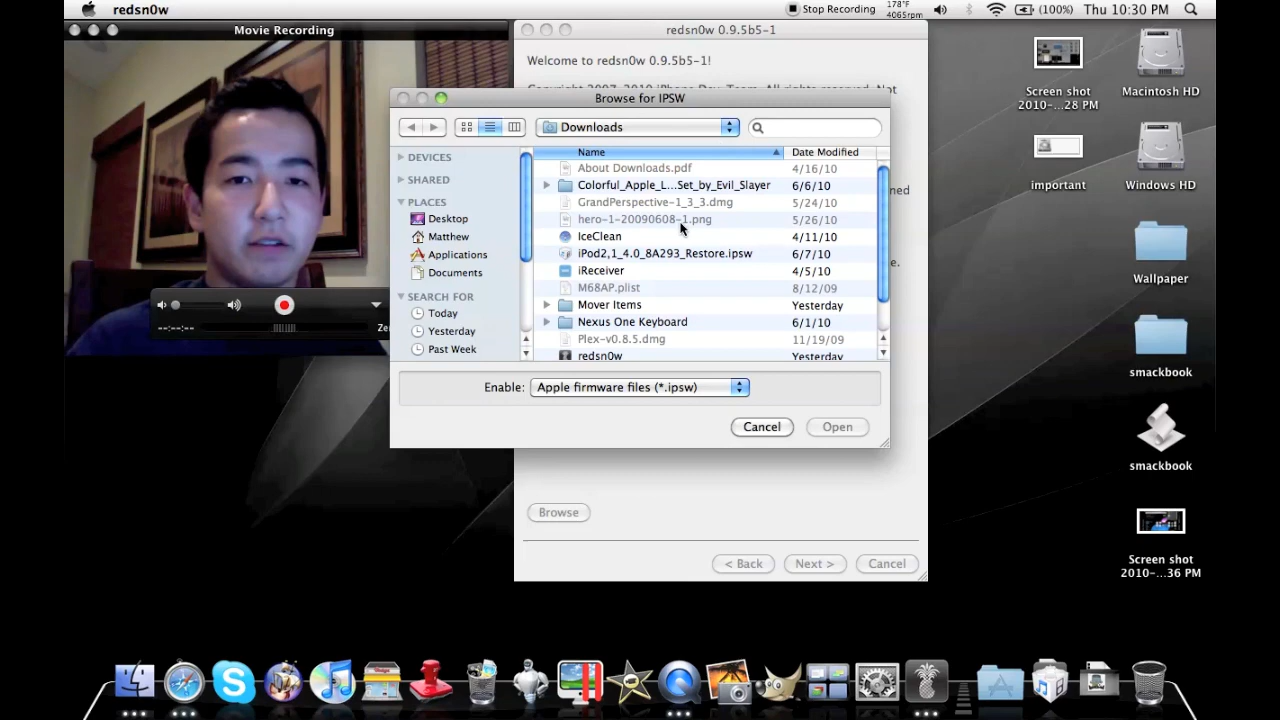 redsn0w
Stop Recording
178°F
4065rpm
(100%)
Thu 10:30 PM
Movie Recording
--:--:--
redsn0w 0.9.5b5-1
Welcome to redsn0w 0.9.5b5-1!
Browse for IPSW
Downloads
DEVICES
SHARED
PLACES
Desktop
Matthew
Applications
Documents
SEARCH FOR
Today
Yesterday
Past Week
Name Date Modified
About Downloads.pdf 4/16/10
Colorful_Apple_L...Set_by_Evil_Slayer 6/6/10
GrandPerspective-1_3_3.dmg 5/24/10
hero-1-20090608-1.png 5/26/10
IceClean 4/11/10
iPod2,1_4.0_8A293_Restore.ipsw 6/7/10
iReceiver 4/5/10
M68AP.plist 8/12/09
Mover Items Yesterday
Nexus One Keyboard 6/1/10
Plex-v0.8.5.dmg 11/19/09
redsn0w Yesterday
Enable: Apple firmware files (*.ipsw)
Cancel Open
Browse
< Back Next > Cancel
Screen shot
2010-...28 PM
Macintosh HD
important
Windows HD
Wallpaper
smackbook
smackbook
Screen shot
2010-...36 PM